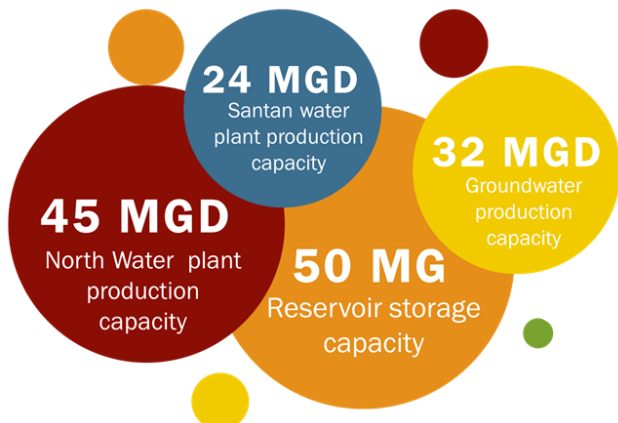 24 MGD
Santan water
plant production
capacity
32 MGD
Groundwater
production
capacity
45 MGD
North Water plant
production
capacity
50 MG
Reservoir storage
capacity